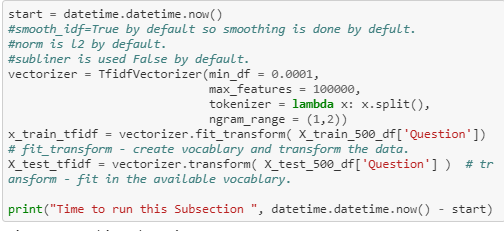 start = datetime.datetime.now()
#smooth_idf=True by default so smoothing is done by defult.
#norm is l2 by default.
#subliner is used False by default.
vectorizer = TfidfVectorizer(min_df = 0.0001,
max_features = 100000,
tokenizer = lambda x: x.split(),
ngram_range = (1,2))
x_train_tfidf = vectorizer.fit_transform( X_train_500_df['Question'])
# fit_transform - create vocablary and transform the data.
X_test_tfidf = vectorizer.transform( X_test_500_df['Question'] )  # tr
ansform - fit in the available vocablary.
print("Time to run this Subsection ", datetime.datetime.now() - start)